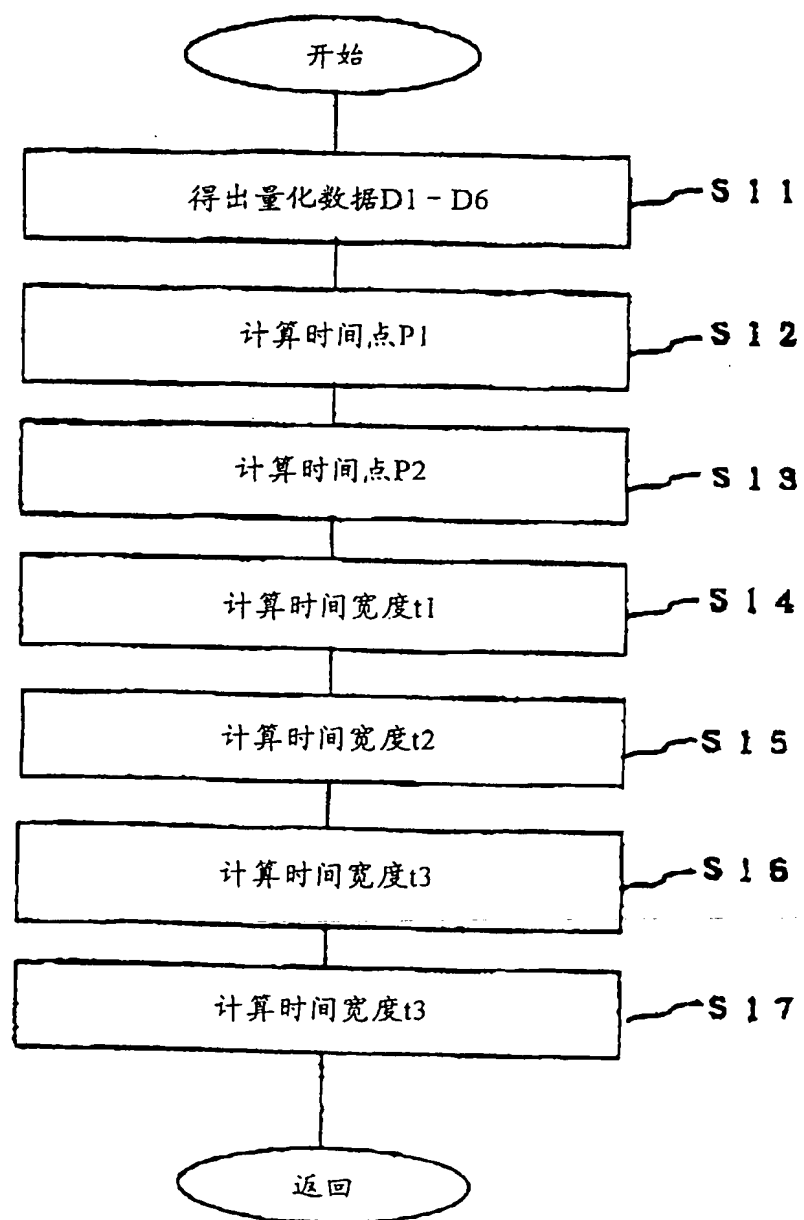 开始
得出量化数据D1-D6
S11
计算时间点P1
S12
计算时间点P2
S13
计算时间宽度t1
S14
计算时间宽度t2
S15
计算时间宽度t3
S16
计算时间宽度t3
S17
返回